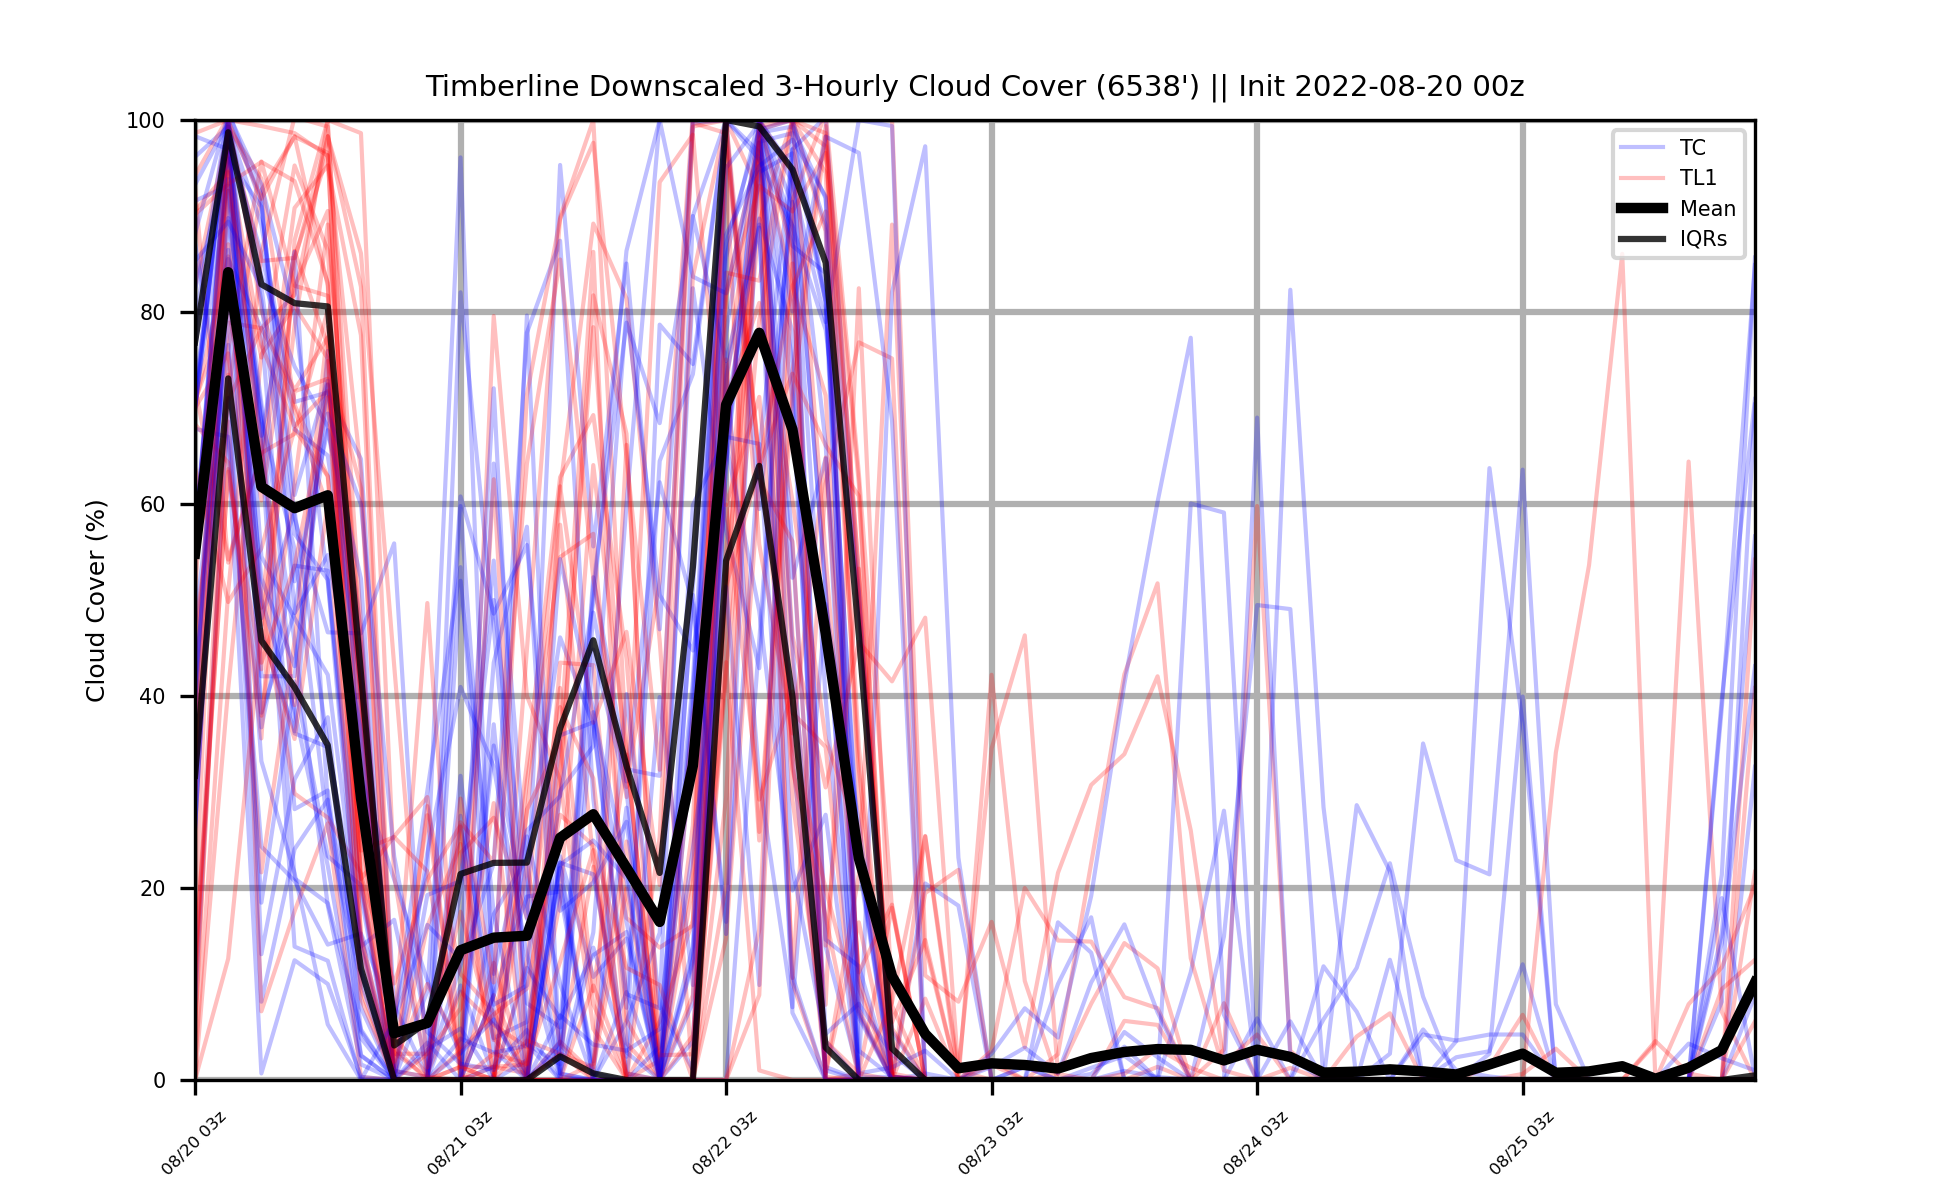 Timberline Downscaled 3-Hourly Cloud Cover (6538') || Init 2022-08-20 00z
Cloud Cover (%)
100
80
60
40
20
0
TC
TL1
Mean
IQRs
08/20 03z
08/21 03z
08/22 03z
08/23 03z
08/24 03z
08/25 03z